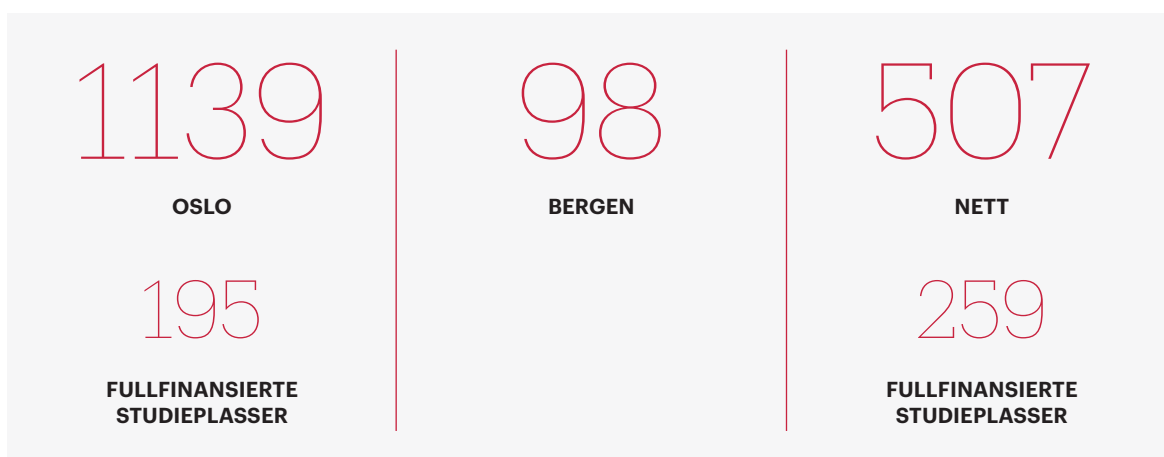 1139
OSLO
195
FULLFINANSIERTE
STUDIEPLASSER
98
BERGEN
507
NETT
259
FULLFINANSIERTE
STUDIEPLASSER